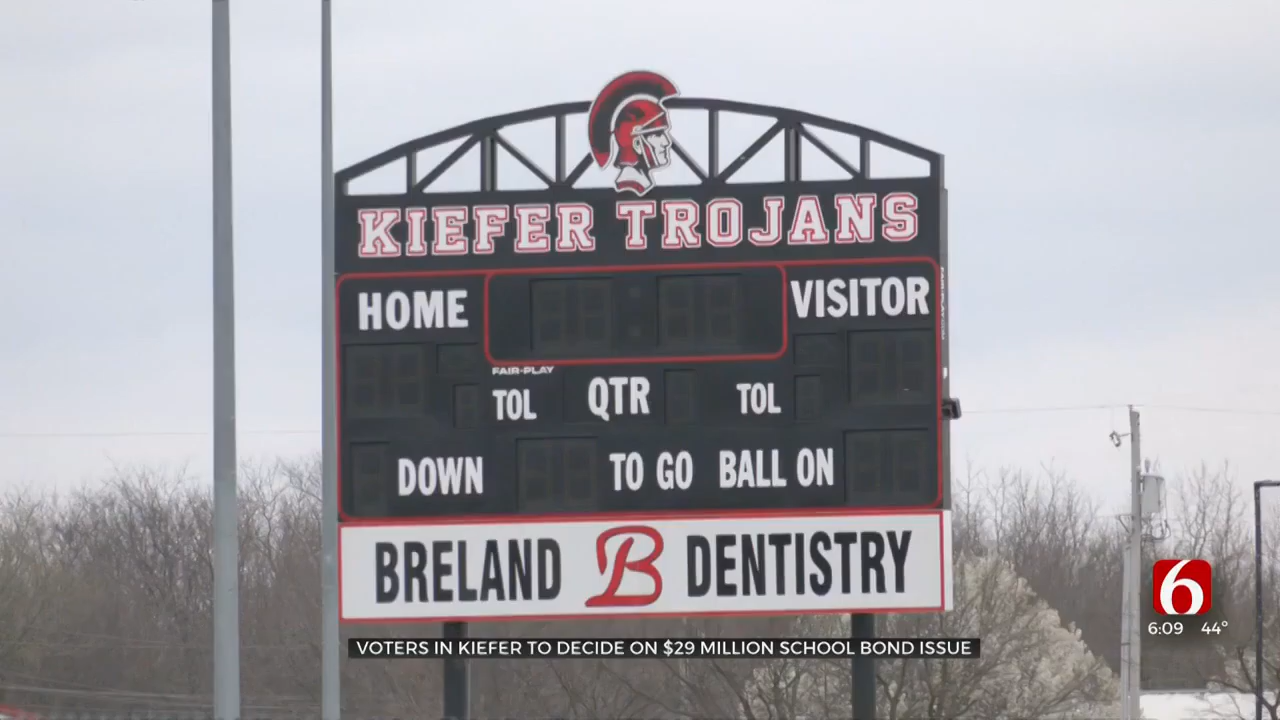 KIEFER TROJANS
HOME
VISITOR
FAIR-PLAY
TOL QTR TOL
DOWN TO GO BALL ON
BRELAND B DENTISTRY
VOTERS IN KIEFER TO DECIDE ON $29 MILLION SCHOOL BOND ISSUE
6
6:09 44°